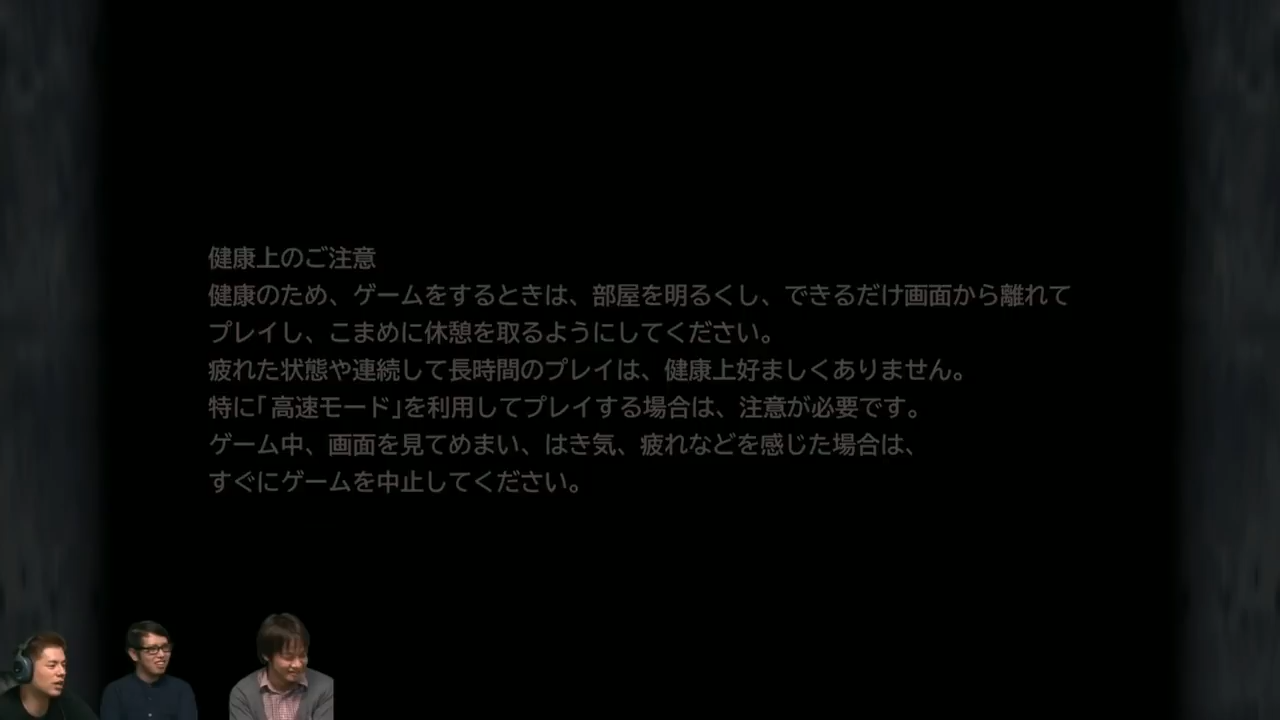 健康上のご注意
健康のため、ゲームをするときは、部屋を明るくし、できるだけ画面から離れて
プレイし、こまめに休憩を取るようにしてください。
疲れた状態や連続して長時間のプレイは、健康上好ましくありません。
特に「高速モード」を利用してプレイする場合は、注意が必要です。
ゲーム中、画面を見てめまい、はき気、疲れなどを感じた場合は、
すぐにゲームを中止してください。